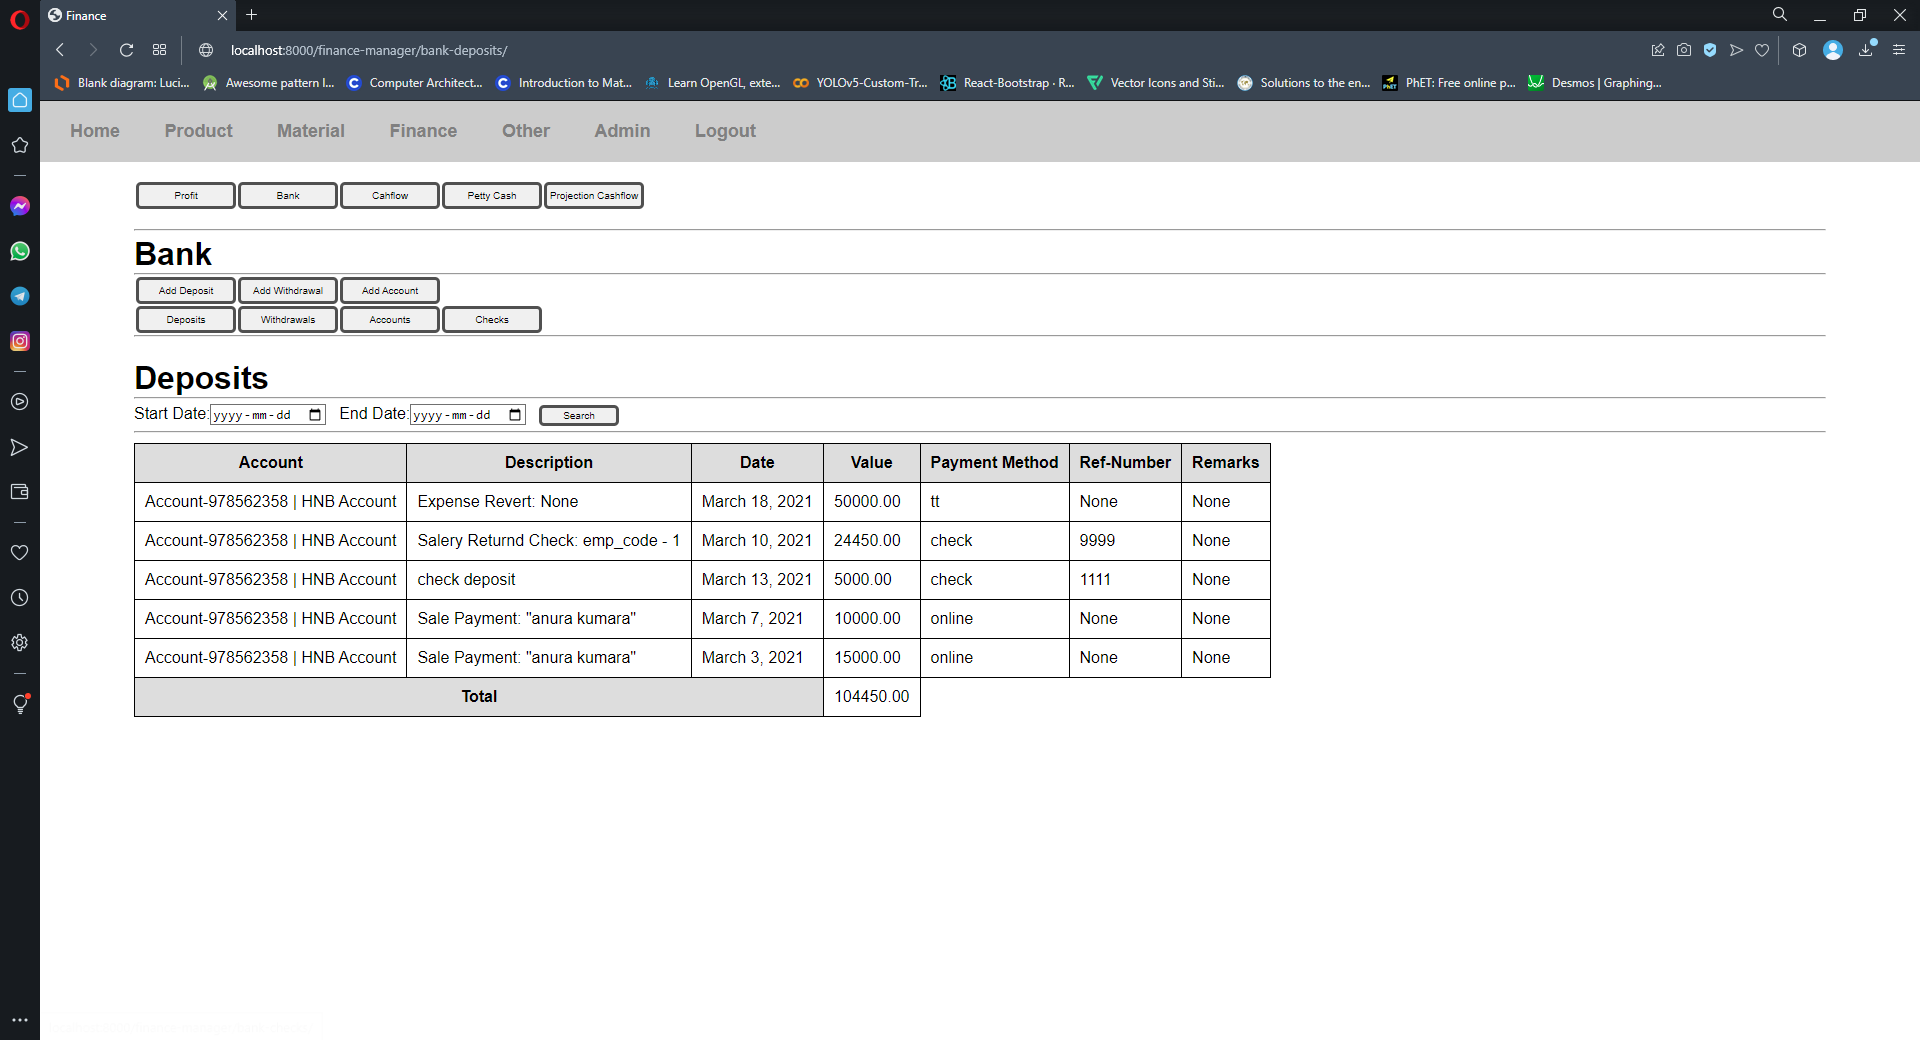 Finance
localhost:8000/finance-manager/bank-deposits/
Blank diagram: Luci... Awesome pattern l... Computer Architect... Introduction to Mat... Learn OpenGL, exte... YOLOv5-Custom-Tr... React-Bootstrap · R... Vector Icons and Sti... Solutions to the en... PhET: Free online p... Desmos | Graphing...
Home Product Material Finance Other Admin Logout
Profit Bank Cahflow Petty Cash Projection Cashflow
Bank
Add Deposit Add Withdrawal Add Account
Deposits Withdrawals Accounts Checks
Deposits
Start Date: yyyy-mm-dd End Date: yyyy-mm-dd Search
Account Description Date Value Payment Method Ref-Number Remarks
Account-978562358 | HNB Account Expense Revert: None March 18, 2021 50000.00 tt None None
Account-978562358 | HNB Account Salery Returnd Check: emp_code - 1 March 10, 2021 24450.00 check 9999 None
Account-978562358 | HNB Account check deposit March 13, 2021 5000.00 check 1111 None
Account-978562358 | HNB Account Sale Payment: "anura kumara" March 7, 2021 10000.00 online None None
Account-978562358 | HNB Account Sale Payment: "anura kumara" March 3, 2021 15000.00 online None None
Total 104450.00